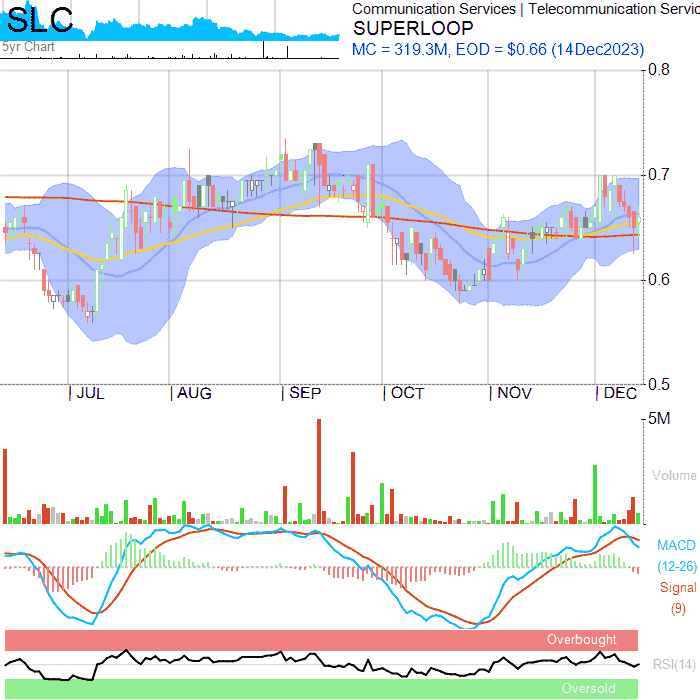 SLC
5yr Chart
Communication Services | Telecommunication Servic
SUPERLOOP
MC = 319.3M, EOD = $0.66 (14Dec2023)
0.8
0.7
0.6
0.5
| JUL | AUG | SEP | OCT | NOV | DEC
5M
Volume
MACD
(12-26)
Signal
(9)
Overbought
RSI(14)
Oversold